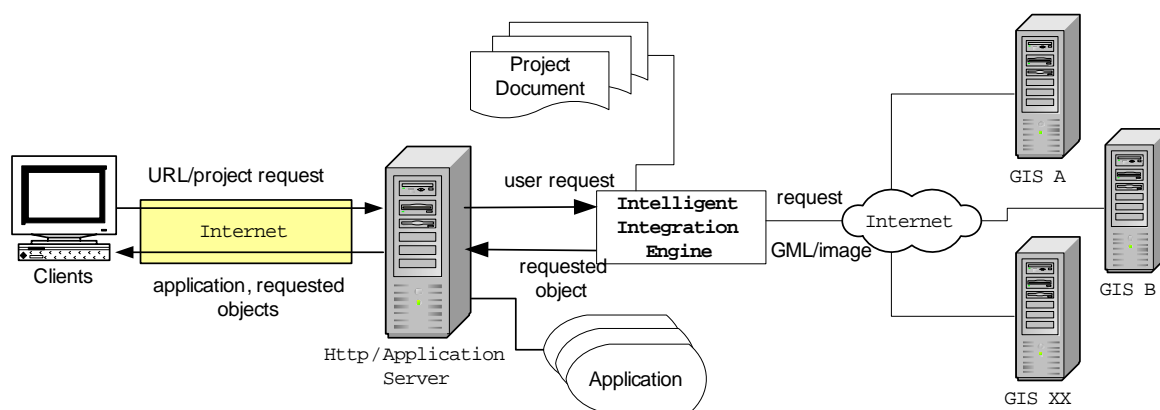 Project
Document
URL/project request
Internet
Clients
application, requested
objects
Http/Application
Server
user request
requested
object
Intelligent
Integration
Engine
Application
request
GML/image
Internet
GIS A
GIS B
GIS XX